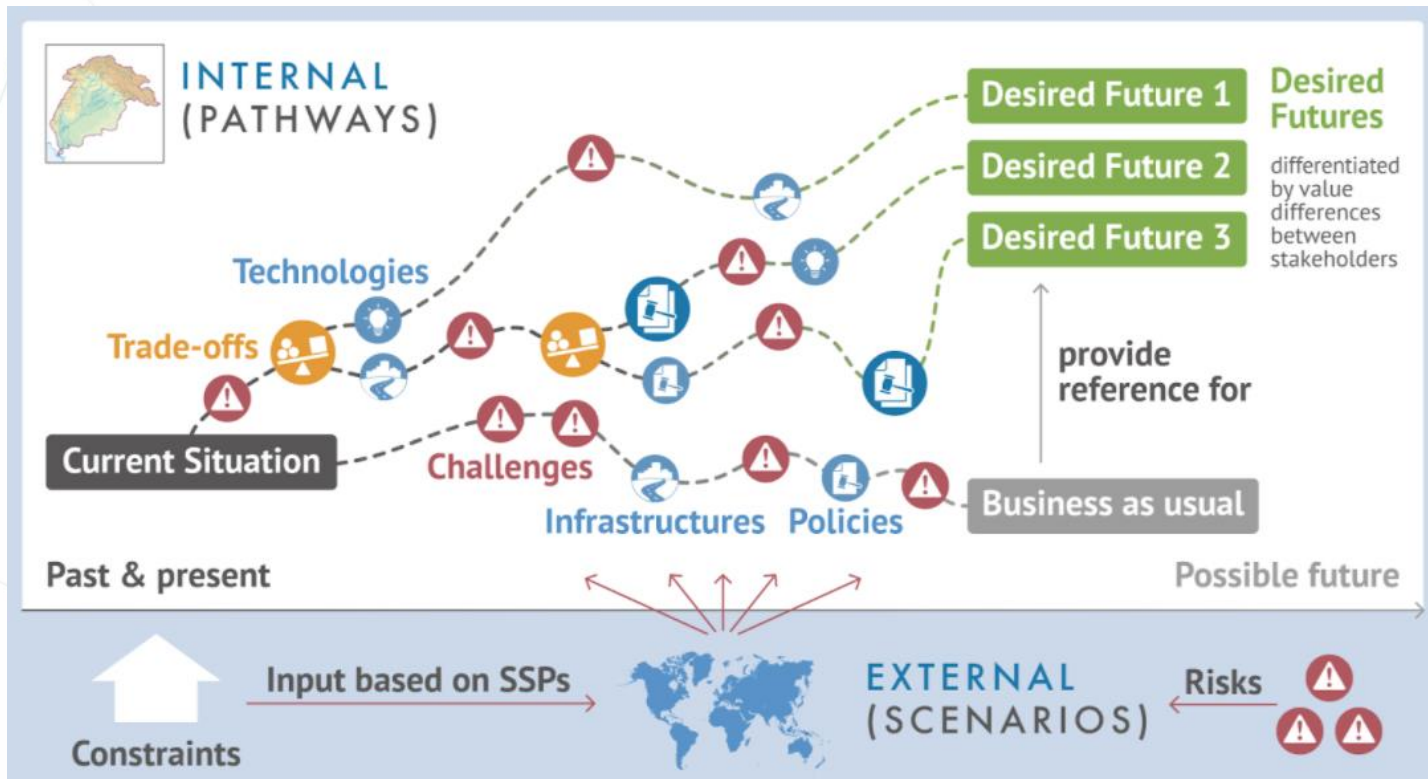 INTERNAL
(PATHWAYS)
Desired Future 1
Desired Future 2
Desired Future 3
Desired
Futures
differentiated
by value
differences
between
stakeholders
Technologies
Trade-offs
Current Situation
Challenges
Infrastructures
Policies
provide
reference for
Business as usual
Past & present
Possible future
Constraints
Input based on SSPs
EXTERNAL
(SCENARIOS)
Risks